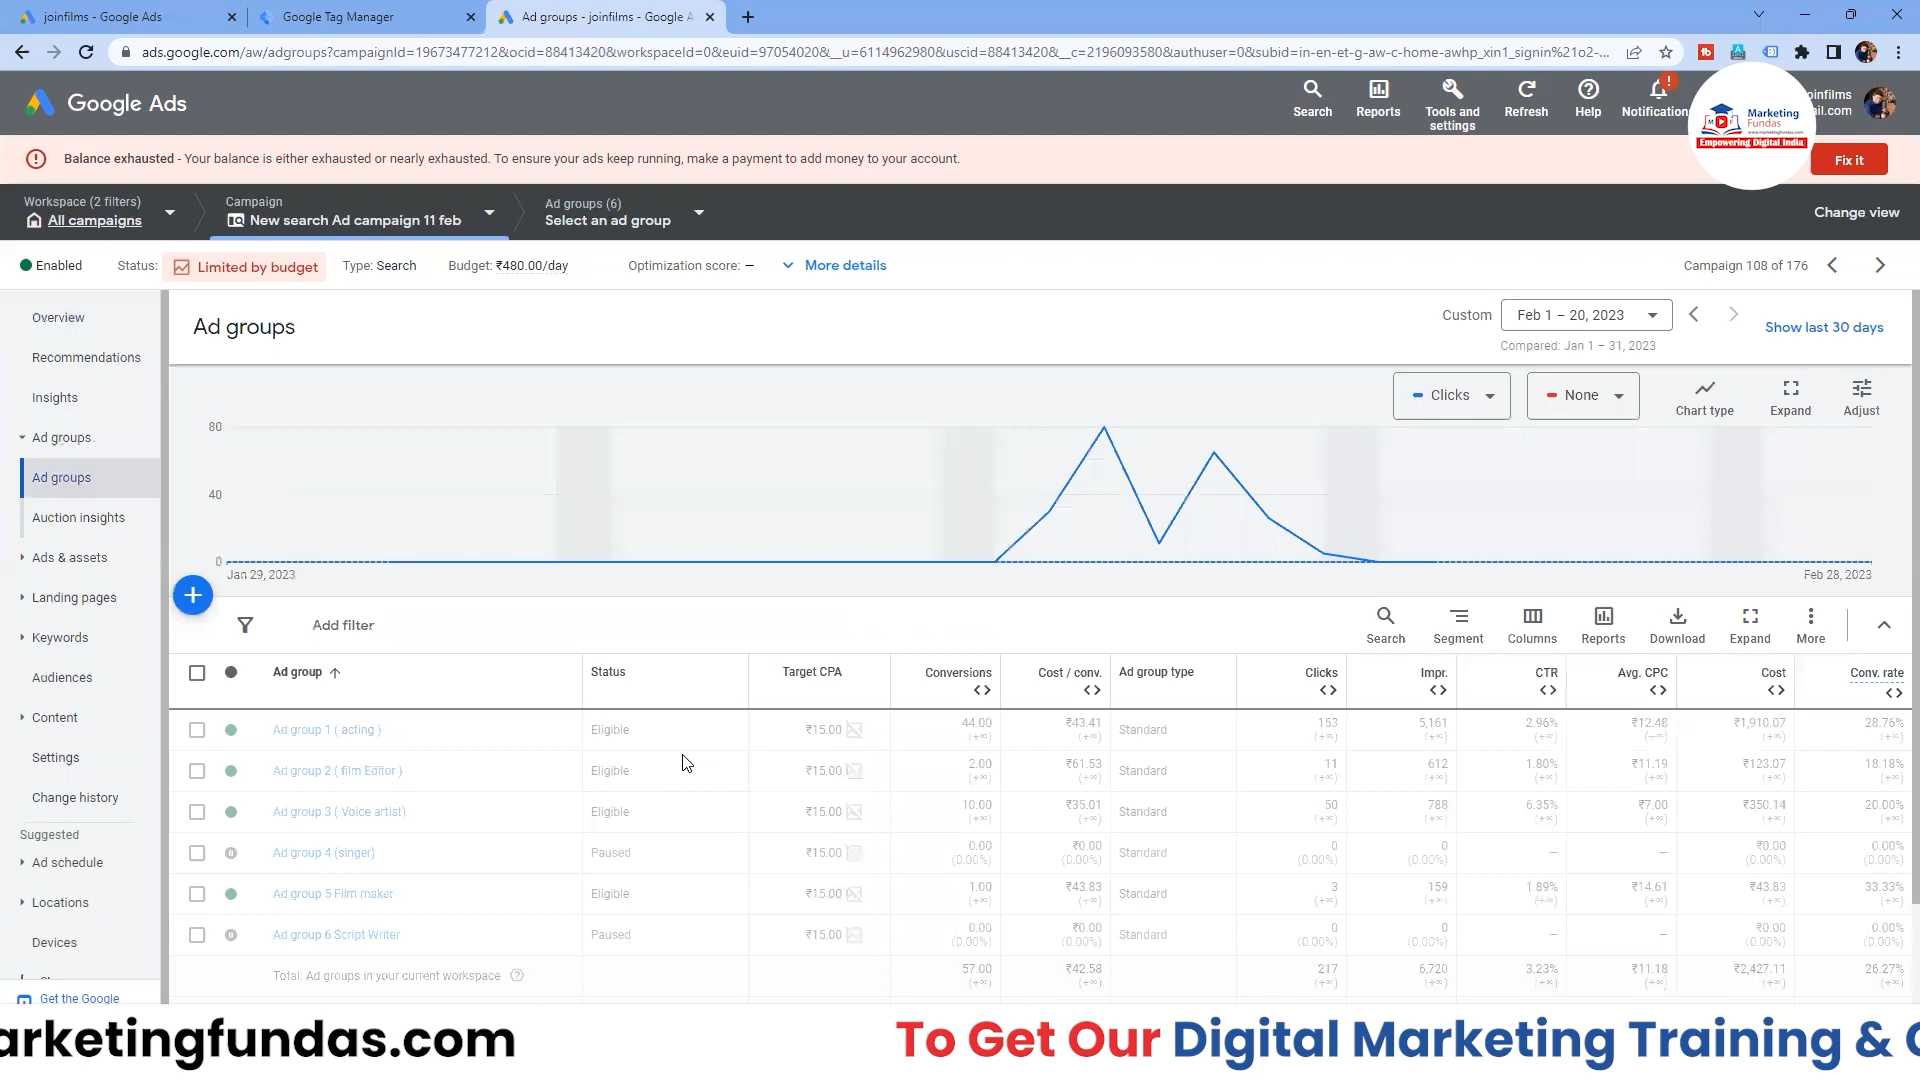 joinfilms - Google Ads
Google Tag Manager
Ad groups - joinfilms - Google A
ads.google.com/aw/adgroups?campaignId=19673477212&ocid=88413420&workspaceId=0&euid=97054020&__u=6114962980&uscid=88413420&__c=2196093580&authuser=0&subid=in-en-et-g-aw-c-home-awhp_xin1_signin%21o2-...
Google Ads
Search
Reports
Tools and settings
Refresh
Help
Notification
Marketing
Fundas
www.marketingfundas.com
Empowering Digital India
oinfilms
ail.com
Balance exhausted - Your balance is either exhausted or nearly exhausted. To ensure your ads keep running, make a payment to add money to your account.
Fix it
Workspace (2 filters)
All campaigns
Campaign
New search Ad campaign 11 feb
Ad groups (6)
Select an ad group
Change view
Enabled
Status: Limited by budget
Type: Search
Budget: ₹480.00/day
Optimization score: –
More details
Campaign 108 of 176
Overview
Recommendations
Insights
Ad groups
Ad groups
Auction insights
Ads & assets
Landing pages
Keywords
Audiences
Content
Settings
Change history
Suggested
Ad schedule
Locations
Devices
Get the Google
Ad groups
Custom
Feb 1 – 20, 2023
Compared: Jan 1 – 31, 2023
Show last 30 days
Clicks
None
Chart type
Expand
Adjust
80
40
0
Jan 29, 2023
Feb 28, 2023
Add filter
Search
Segment
Columns
Reports
Download
Expand
More
Ad group Status Target CPA Conversions Cost / conv. Ad group type Clicks Impr. CTR Avg. CPC Cost Conv. rate
Ad group 1 ( acting ) Eligible ₹15.00 44.00 ₹43.41 Standard 153 5,161 2.96% ₹12.48 ₹1,910.07 28.76%
(+∞) (+∞) (+∞) (+∞) (+∞) (+∞) (+∞) (+∞)
Ad group 2 ( film Editor ) Eligible ₹15.00 2.00 ₹61.53 Standard 11 612 1.80% ₹11.19 ₹123.07 18.18%
(+∞) (+∞) (+∞) (+∞) (+∞) (+∞) (+∞) (+∞)
Ad group 3 ( Voice artist) Eligible ₹15.00 10.00 ₹35.01 Standard 50 788 6.35% ₹7.00 ₹350.14 20.00%
(+∞) (+∞) (+∞) (+∞) (+∞) (+∞) (+∞) (+∞)
Ad group 4 (singer) Paused ₹15.00 0.00 ₹0.00 Standard 0 0 – – ₹0.00 0.00%
(0.00%) (0.00%) (0.00%) (0.00%) (0.00%) (0.00%)
Ad group 5 Film maker Eligible ₹15.00 1.00 ₹43.83 Standard 3 159 1.89% ₹14.61 ₹43.83 33.33%
(+∞) (+∞) (+∞) (+∞) (+∞) (+∞) (+∞) (+∞)
Ad group 6 Script Writer Paused ₹15.00 0.00 ₹0.00 Standard 0 0 – – ₹0.00 0.00%
(0.00%) (0.00%) (0.00%) (0.00%) (0.00%) (0.00%)
Total: Ad groups in your current workspace 57.00 ₹42.58 217 6,720 3.23% ₹11.18 ₹2,427.11 26.27%
(+∞) (+∞) (+∞) (+∞) (+∞) (+∞) (+∞) (+∞)
arketingfundas.com
To Get Our Digital Marketing Training &